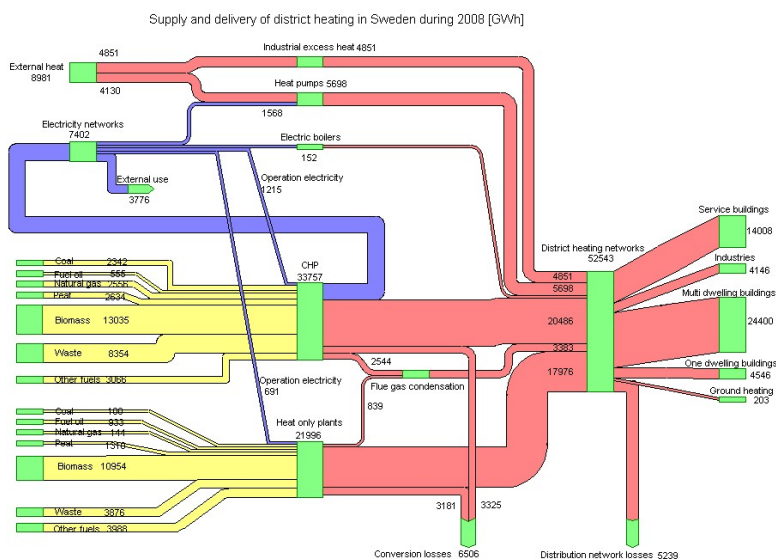 Supply and delivery of district heating in Sweden during 2008 [GWh]
4851
Industrial excess heat 4851
External heat
8981
4130
Heat pumps 5698
1568
Electricity networks
7402
Electric boilers
152
External use
3776
Operation electricity
1215
Service buildings
14008
CHP
33757
District heating networks
52543
Industries
4146
Coal 2342
Fuel oil 555
Natural gas 2556
Peat 2634
Biomass 13035
Waste 8354
Other fuels 3066
4851
5698
20486
3383
17976
Multi dwelling buildings
24400
One dwelling buildings
4546
Ground heating
203
2544
Flue gas condensation
839
Operation electricity
691
Heat only plants
21996
Coal 100
Fuel oil 933
Natural gas 144
Peat 1310
Biomass 10954
Waste 3876
Other fuels 3988
3181
3325
Conversion losses 6506
Distribution network losses 5239